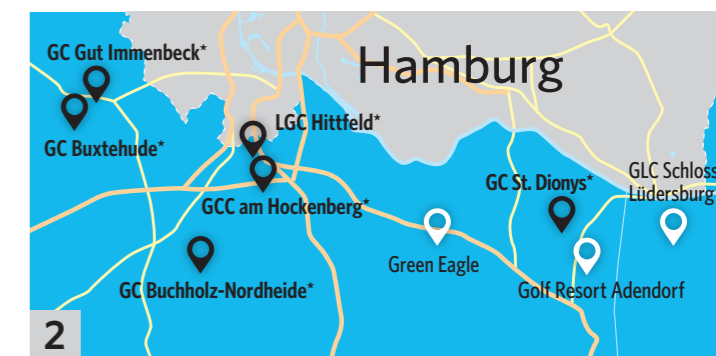 Hamburg
GC Gut Immenbeck*
GC Buxtehude*
LGC Hittfeld*
GCC am Hockenberg*
GC Buchholz-Nordheide*
Green Eagle
GC St. Dionys*
Golf Resort Adendorf
GLC Schloss
Lüdersburg
2